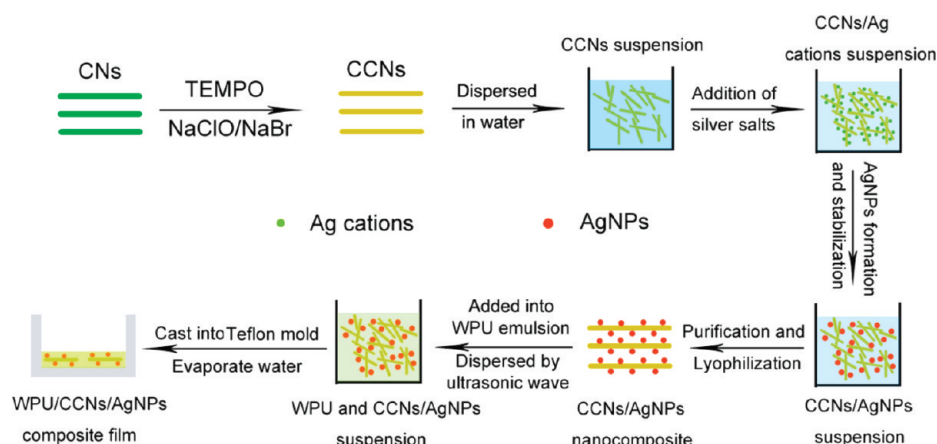 CNs
TEMPO
NaClO/NaBr
CCNs
Dispersed
in water
CCNs suspension
Addition of
silver salts
CCNs/Ag
cations suspension
AgNPs formation
and stabilization
Ag cations
AgNPs
Cast into Teflon mold
Evaporate water
Added into
WPU emulsion
Dispersed by
ultrasonic wave
Purification and
Lyophilization
WPU/CCNs/AgNPs
composite film
WPU and CCNs/AgNPs
suspension
CCNs/AgNPs
nanocomposite
CCNs/AgNPs
suspension